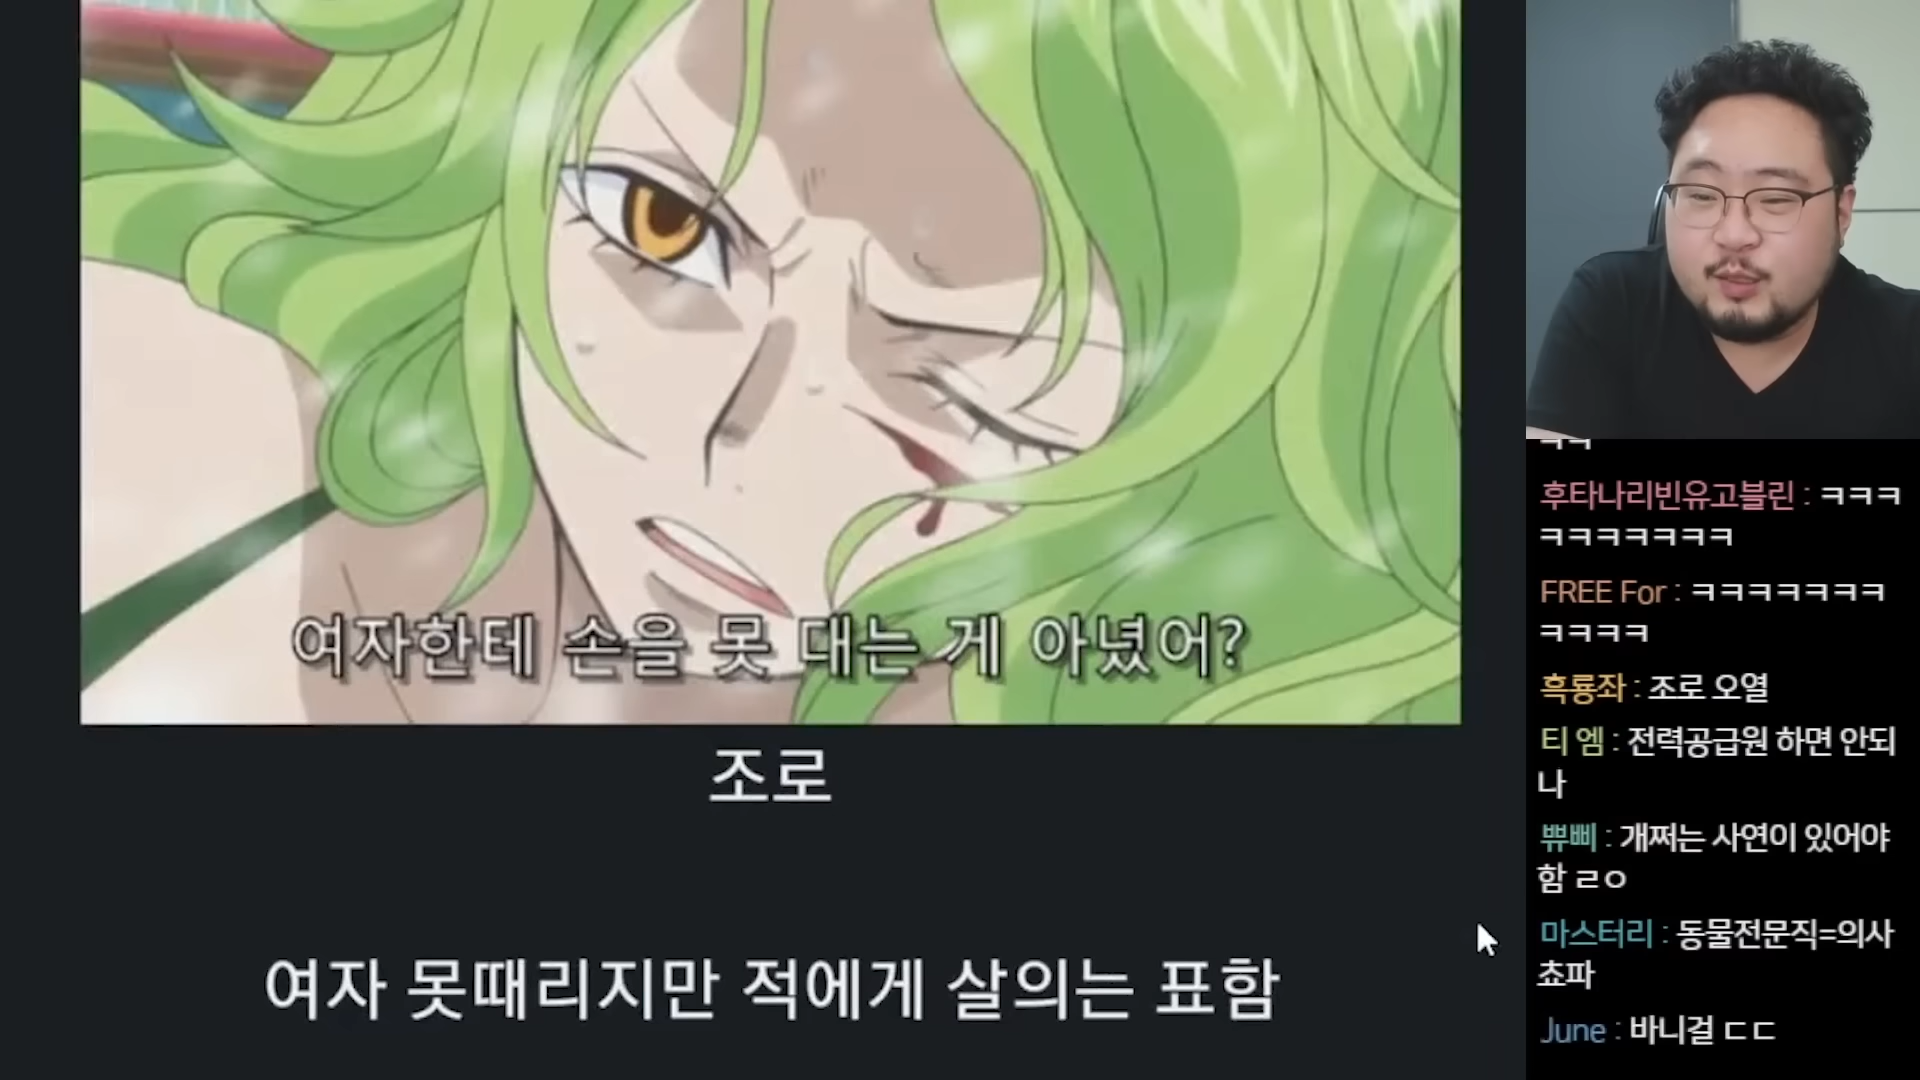 여자한테 손을 못 대는 게 아녔어?
조로
여자 못때리지만 적에게 살의는 표함
후타나리빈유고블린 : ㅋㅋㅋ
ㅋㅋㅋㅋㅋㅋㅋ
FREE For : ㅋㅋㅋㅋㅋㅋㅋ
ㅋㅋㅋㅋ
흑룡좌 : 조로 오열
티 엠 : 전력공급원 하면 안되
나
쀼삐 : 개쩌는 사연이 있어야
함 ㄹㅇ
마스터리 : 동물전문직=의사
쵸파
June : 바니걸 ㄷㄷ